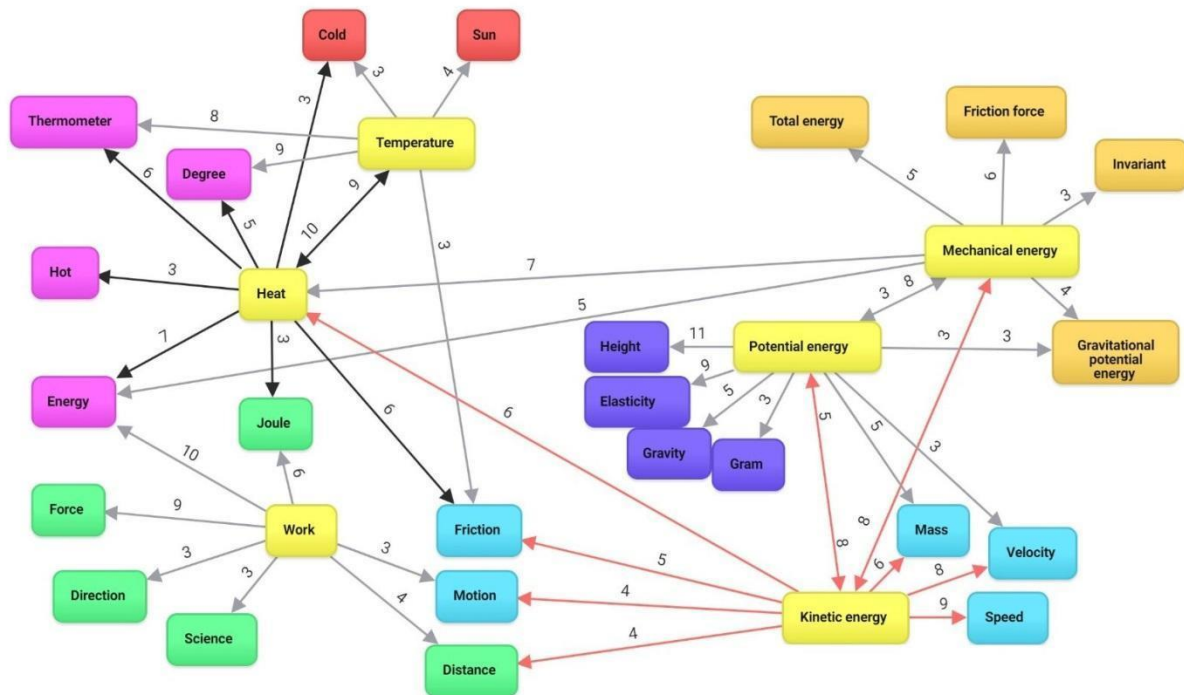 Cold
Sun
3
4
3
Thermometer
8
Temperature
Total energy
Friction force
Degree
9
Invariant
6
5
9
10
5
6
3
3
Hot
3
Heat
7
Mechanical energy
5
3
8
4
7
3
Height
11
Potential energy
3
3
Gravitational
potential
energy
Energy
Elasticity
9
5
3
Joule
6
6
5
5
3
Gravity
Gram
10
6
Force
9
Work
Friction
8
8
Mass
Velocity
3
3
3
5
6
8
Direction
4
Motion
4
Kinetic energy
9
Speed
Science
4
Distance